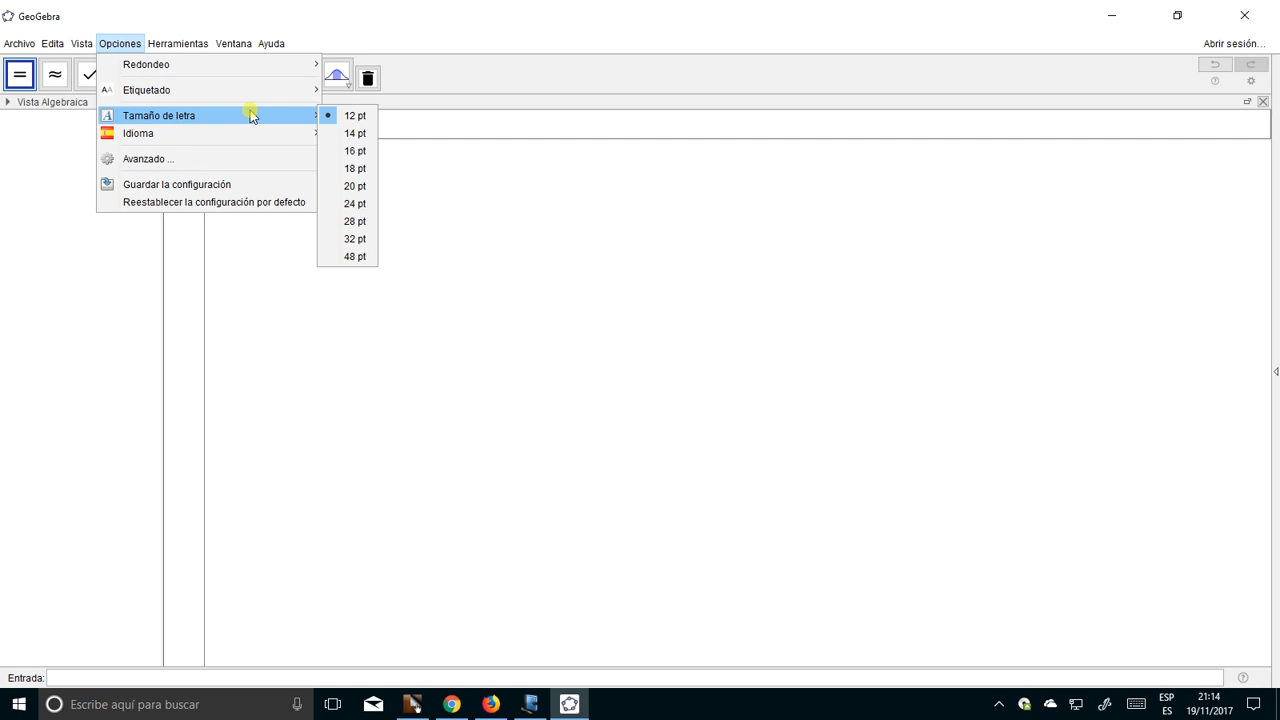 GeoGebra
Archivo Edita Vista Opciones Herramientas Ventana Ayuda Abrir sesión...
Redondeo
Etiquetado
Vista Algebraica
Tamaño de letra
Idioma
Avanzado ...
Guardar la configuración
Reestablecer la configuración por defecto
12 pt
14 pt
16 pt
18 pt
20 pt
24 pt
28 pt
32 pt
48 pt
Entrada:
Escribe aquí para buscar
ESP
ES
21:14
19/11/2017